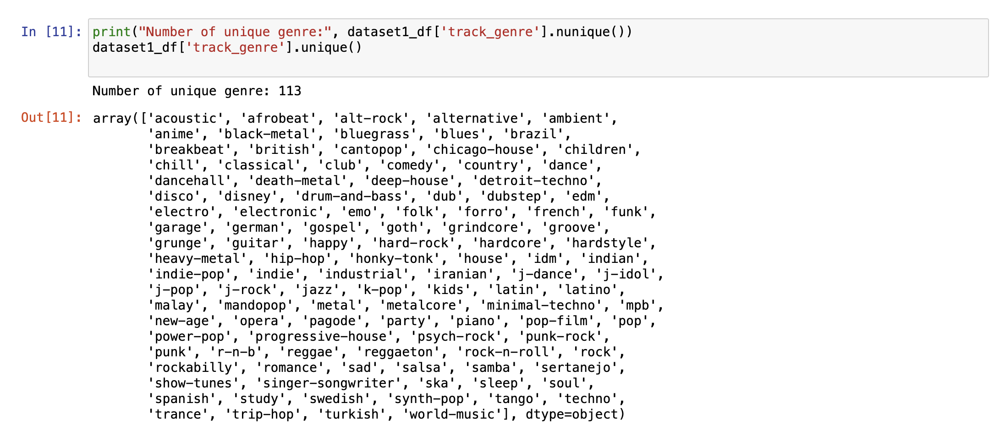 In [11]: print("Number of unique genre:", dataset1_df['track_genre'].nunique())
dataset1_df['track_genre'].unique()
Number of unique genre: 113
Out[11]: array(['acoustic', 'afrobeat', 'alt-rock', 'alternative', 'ambient',
'anime', 'black-metal', 'bluegrass', 'blues', 'brazil',
'breakbeat', 'british', 'cantopop', 'chicago-house', 'children',
'chill', 'classical', 'club', 'comedy', 'country', 'dance',
'dancehall', 'death-metal', 'deep-house', 'detroit-techno',
'disco', 'disney', 'drum-and-bass', 'dub', 'dubstep', 'edm',
'electro', 'electronic', 'emo', 'folk', 'forro', 'french', 'funk',
'garage', 'german', 'gospel', 'goth', 'grindcore', 'groove',
'grunge', 'guitar', 'happy', 'hard-rock', 'hardcore', 'hardstyle',
'heavy-metal', 'hip-hop', 'honky-tonk', 'house', 'idm', 'indian',
'indie-pop', 'indie', 'industrial', 'iranian', 'j-dance', 'j-idol',
'j-pop', 'j-rock', 'jazz', 'k-pop', 'kids', 'latin', 'latino',
'malay', 'mandopop', 'metal', 'metalcore', 'minimal-techno', 'mpb',
'new-age', 'opera', 'pagode', 'party', 'piano', 'pop-film', 'pop',
'power-pop', 'progressive-house', 'psych-rock', 'punk-rock',
'punk', 'r-n-b', 'reggae', 'reggaeton', 'rock-n-roll', 'rock',
'rockabilly', 'romance', 'sad', 'salsa', 'samba', 'sertanejo',
'show-tunes', 'singer-songwriter', 'ska', 'sleep', 'soul',
'spanish', 'study', 'swedish', 'synth-pop', 'tango', 'techno',
'trance', 'trip-hop', 'turkish', 'world-music'], dtype=object)